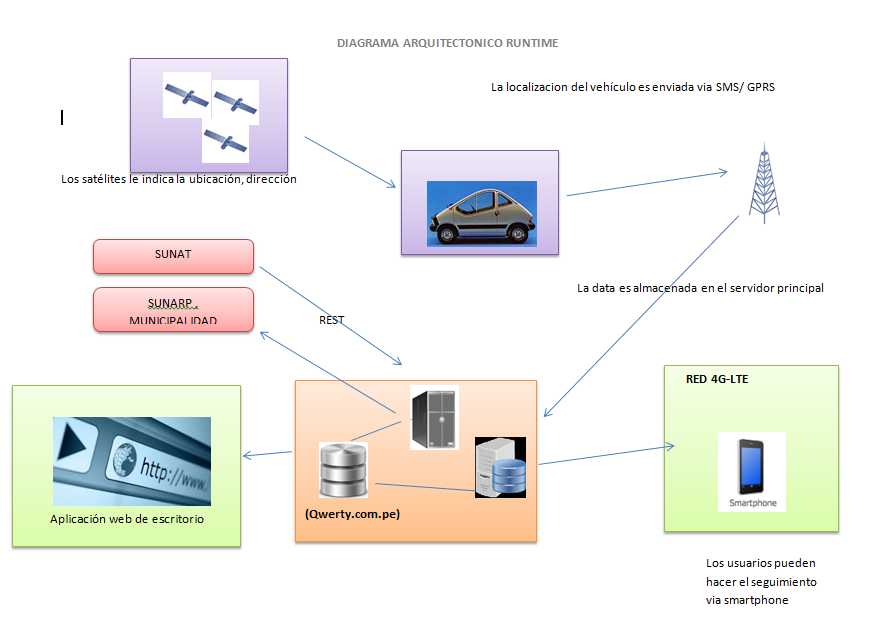 DIAGRAMA ARQUITECTONICO RUNTIME
La localizacion del vehículo es enviada via SMS/ GPRS
Los satélites le indica la ubicación, dirección
SUNAT
SUNARP ,
MUNICIPALIDAD
REST
La data es almacenada en el servidor principal
RED 4G-LTE
http://www.
Aplicación web de escritorio
(Qwerty.com.pe)
Smartphone
Los usuarios pueden
hacer el seguimiento
via smartphone